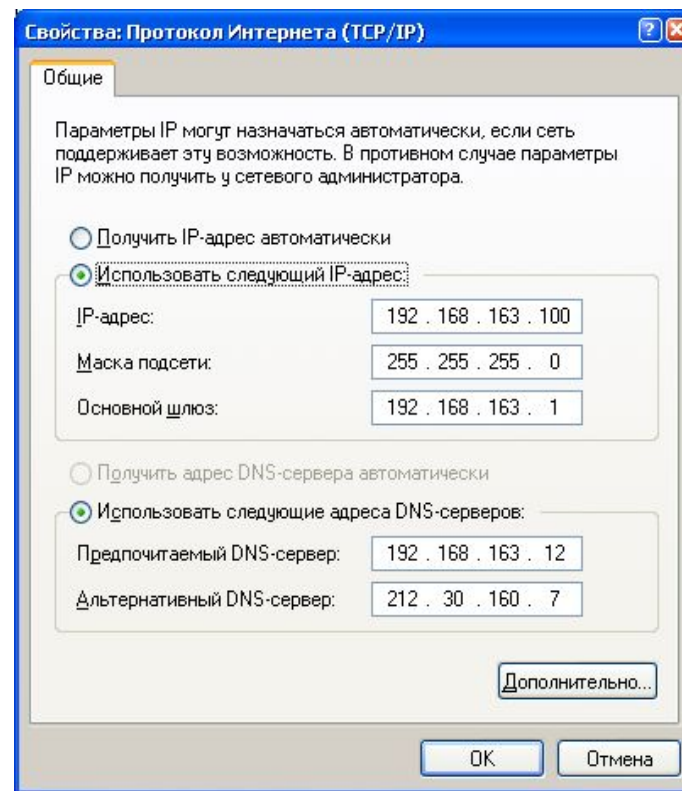 Свойства: Протокол Интернета (TCP/IP)
Общие
Параметры IP могут назначаться автоматически, если сеть
поддерживает эту возможность. В противном случае параметры
IP можно получить у сетевого администратора.
Получить IP-адрес автоматически
Использовать следующий IP-адрес:
IP-адрес: 192 . 168 . 163 . 100
Маска подсети: 255 . 255 . 255 . 0
Основной шлюз: 192 . 168 . 163 . 1
Получить адрес DNS-сервера автоматически
Использовать следующие адреса DNS-серверов:
Предпочитаемый DNS-сервер: 192 . 168 . 163 . 12
Альтернативный DNS-сервер: 212 . 30 . 160 . 7
Дополнительно...
OK Отмена